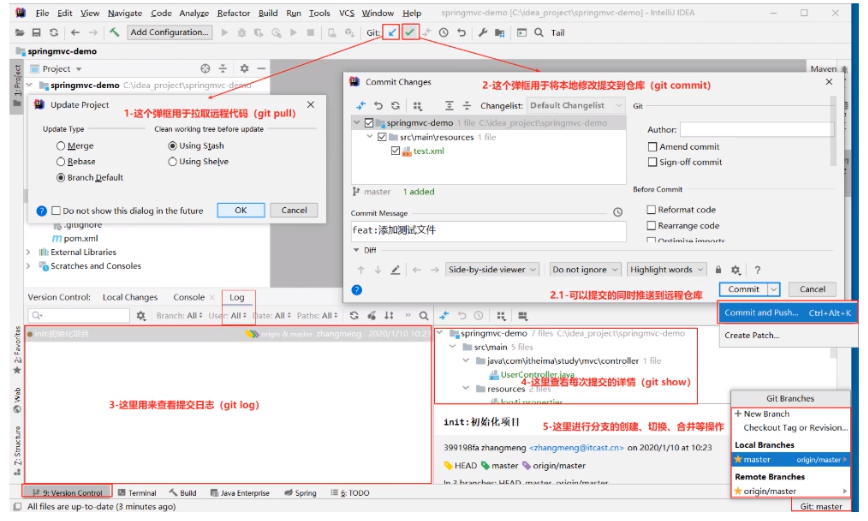 File Edit View Navigate Code Analyze Refactor Build Run Tools VCS Window Help springmvc-demo [C:\idea_project\springmvc-demo] - IntelliJ IDEA
Add Configuration... Git: Tail
springmvc-demo
1: Project
Project
Maven
springmvc-demo C:\idea_project\springmvc-demo
Update Project
1-这个弹框用于拉取远程代码（git pull）
Update Type Clean working tree before update
Merge Using Stash
Rebase Using Shelve
Branch Default
Do not show this dialog in the future OK Cancel
.gitignore
pom.xml
External Libraries
Scratches and Consoles
Commit Changes
2-这个弹框用于将本地修改提交到仓库（git commit）
Changelist: Default Changelist Git
springmvc-demo 1 file C:\idea_project\springmvc-demo
src\main\resources 1 file
test.xml
Author:
Amend commit
Sign-off commit
master 1 added
Before Commit
Commit Message
Reformat code
feat:添加测试文件
Rearrange code
Optimize imports
Diff
Side-by-side viewer Do not ignore Highlight words ?
Commit Cancel
2.1-可以提交的同时推送到远程仓库
Commit and Push... Ctrl+Alt+K
Create Patch...
Version Control: Local Changes Console Log
Branch: All User: All Date: All Paths: All
init:初始化项目 origin & master zhangmeng 2020/1/10 10:23
3-这里用来查看提交日志（git log）
springmvc-demo 7 files C:\idea_project\springmvc-demo
src\main 5 files
java\com\itheima\study\mvc\controller 1 file
UserController.java
4-这里查看每次提交的详情（git show）
resources 2 files
log4j.properties
init:初始化项目
5-这里进行分支的创建、切换、合并等操作
399198fa zhangmeng <zhangmeng@itcast.cn> on 2020/1/10 at 10:23
HEAD master origin/master
In 3 branches: HEAD, master, origin/master
Git Branches
+ New Branch
Checkout Tag or Revision...
Local Branches
master origin/master
Remote Branches
origin/master
2: Favorites
Web
Z: Structure
9: Version Control Terminal Build Java Enterprise Spring 6: TODO
All files are up-to-date (3 minutes ago) Git: master